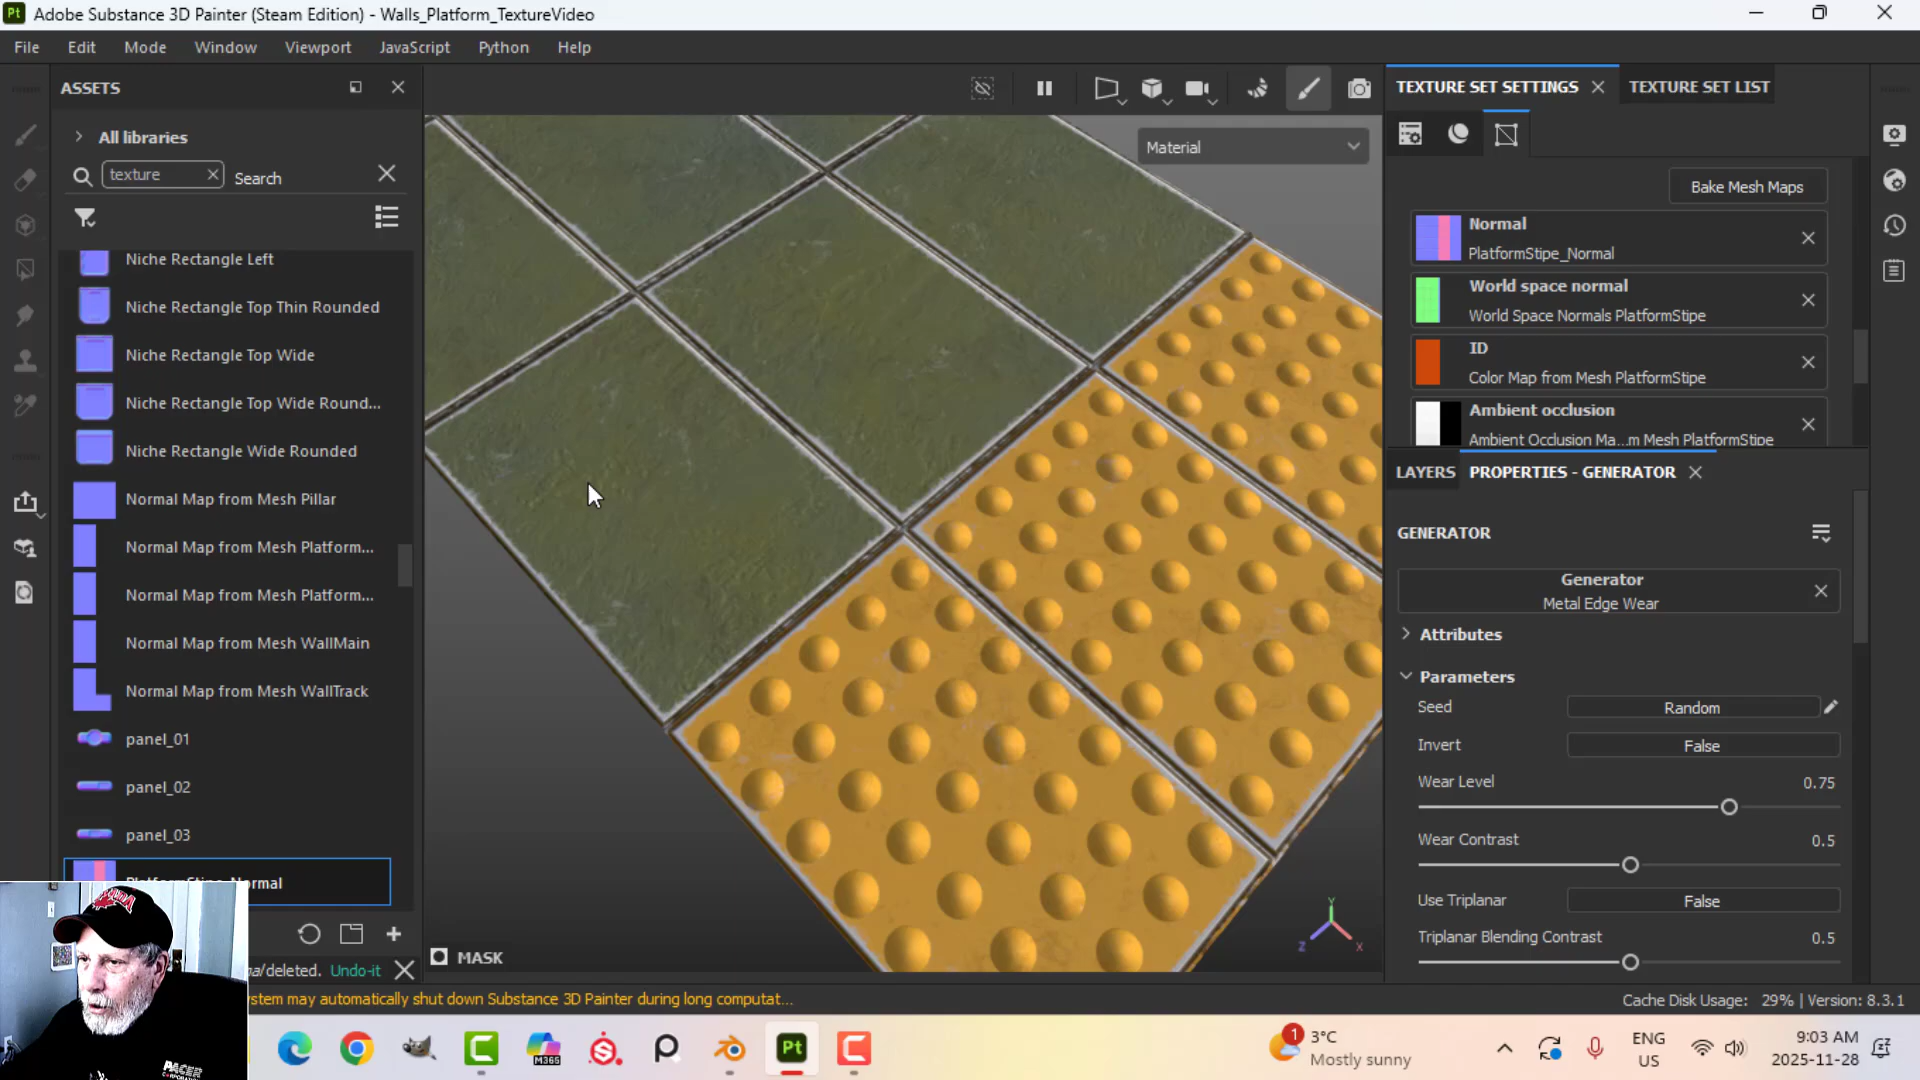 Pt Adobe Substance 3D Painter (Steam Edition) - Walls_Platform_TextureVideo
File Edit Mode Window Viewport JavaScript Python Help
ASSETS
All libraries
texture
Search
Niche Rectangle Left
Niche Rectangle Top Thin Rounded
Niche Rectangle Top Wide
Niche Rectangle Top Wide Round...
Niche Rectangle Wide Rounded
Normal Map from Mesh Pillar
Normal Map from Mesh Platform...
Normal Map from Mesh Platform...
Normal Map from Mesh WallMain
Normal Map from Mesh WallTrack
panel_01
panel_02
panel_03
PlatformStipe_Normal
/deleted. Undo-it
Material
MASK
TEXTURE SET SETTINGS
TEXTURE SET LIST
Bake Mesh Maps
Normal
PlatformStipe_Normal
World space normal
World Space Normals PlatformStipe
ID
Color Map from Mesh PlatformStipe
Ambient occlusion
Ambient Occlusion Ma...m Mesh PlatformStipe
LAYERS
PROPERTIES - GENERATOR
GENERATOR
Generator
Metal Edge Wear
Attributes
Parameters
Seed Random
Invert False
Wear Level 0.75
Wear Contrast 0.5
Use Triplanar False
Triplanar Blending Contrast 0.5
Y
Z
X
stem may automatically shut down Substance 3D Painter during long computat...
Cache Disk Usage: 29% | Version: 8.3.1
M365
Pt
1
3°C
Mostly sunny
ENG
US
9:03 AM
2025-11-28
PACER